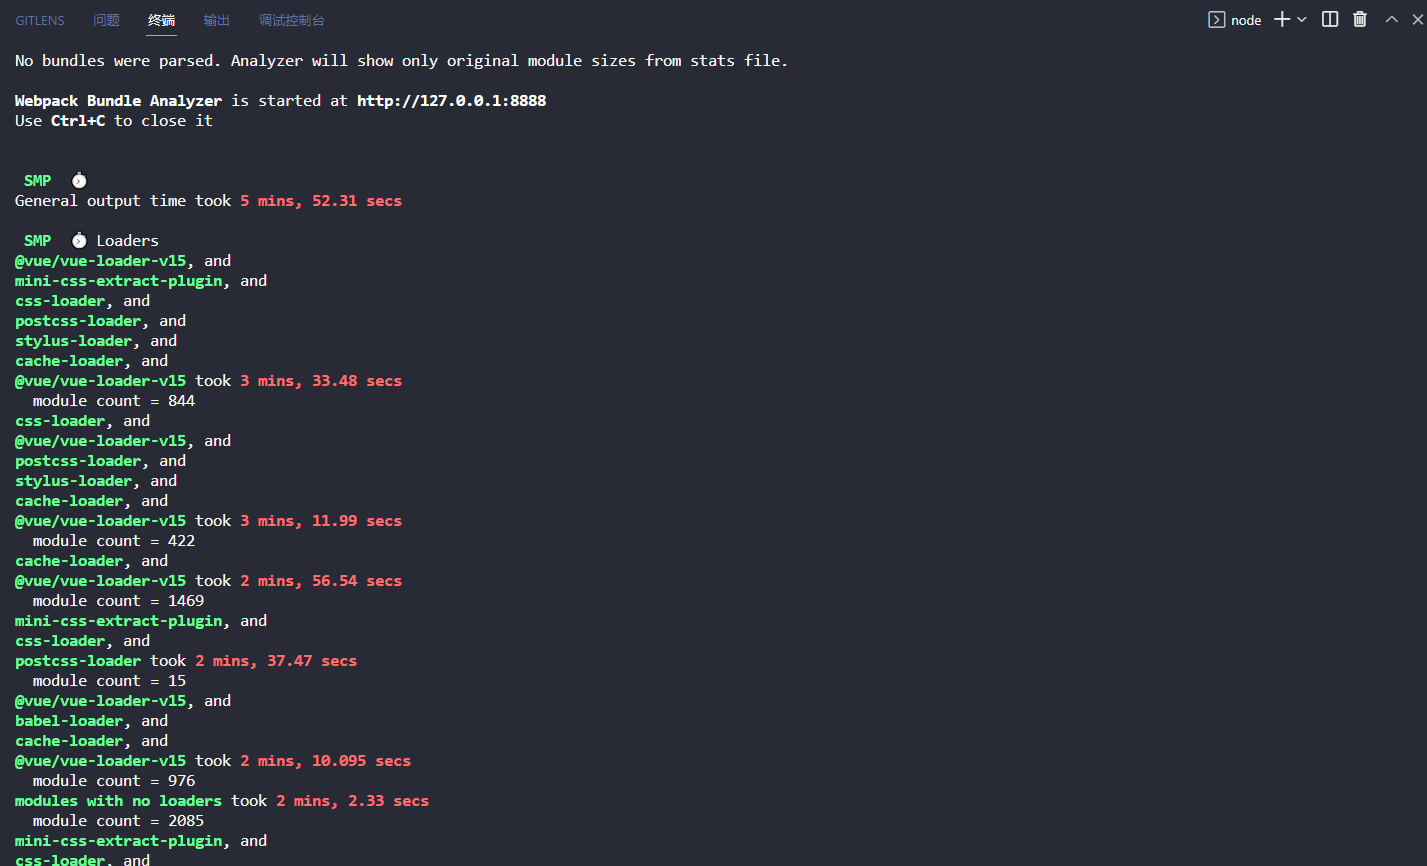 GITLENS 问题 终端 输出 调试控制台 node
No bundles were parsed. Analyzer will show only original module sizes from stats file.
Webpack Bundle Analyzer is started at http://127.0.0.1:8888
Use Ctrl+C to close it
SMP
General output time took 5 mins, 52.31 secs
SMP Loaders
@vue/vue-loader-v15, and
mini-css-extract-plugin, and
css-loader, and
postcss-loader, and
stylus-loader, and
cache-loader, and
@vue/vue-loader-v15 took 3 mins, 33.48 secs
module count = 844
css-loader, and
@vue/vue-loader-v15, and
postcss-loader, and
stylus-loader, and
cache-loader, and
@vue/vue-loader-v15 took 3 mins, 11.99 secs
module count = 422
cache-loader, and
@vue/vue-loader-v15 took 2 mins, 56.54 secs
module count = 1469
mini-css-extract-plugin, and
css-loader, and
postcss-loader took 2 mins, 37.47 secs
module count = 15
@vue/vue-loader-v15, and
babel-loader, and
cache-loader, and
@vue/vue-loader-v15 took 2 mins, 10.095 secs
module count = 976
modules with no loaders took 2 mins, 2.33 secs
module count = 2085
mini-css-extract-plugin, and
css-loader, and